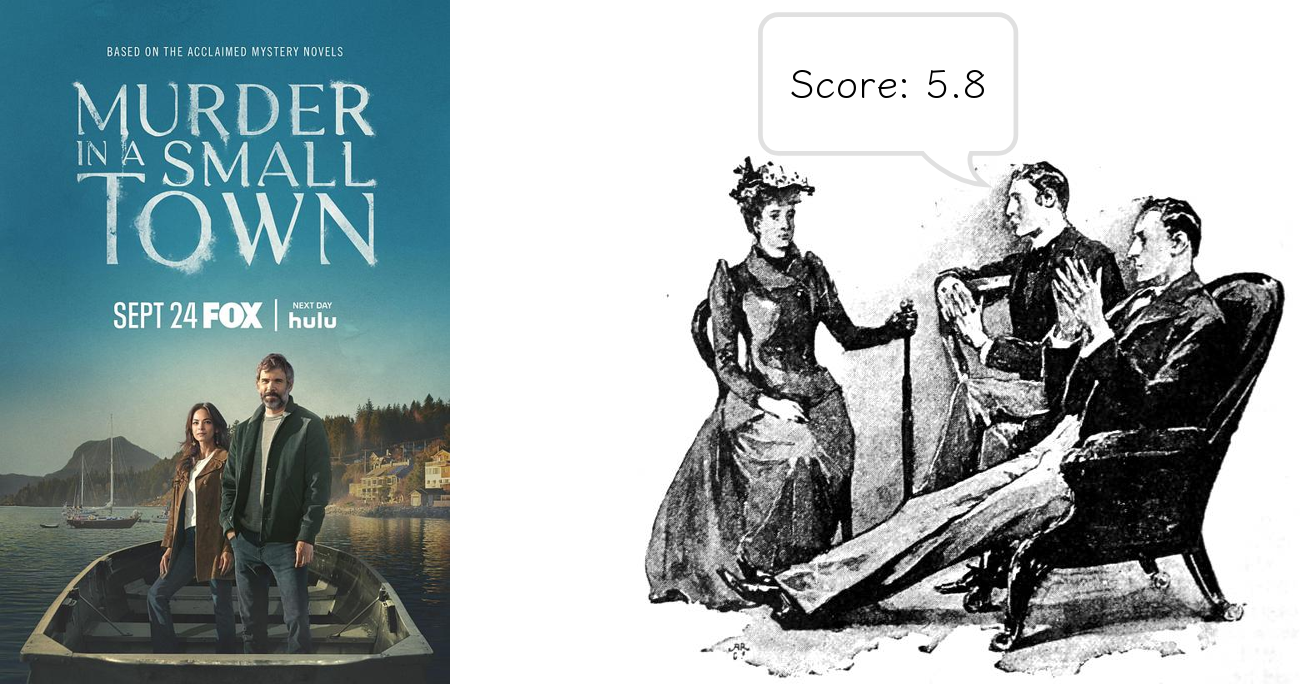 BASED ON THE ACCLAIMED MYSTERY NOVELS
MURDER
IN A SMALL
TOWN
SEPT 24 FOX | NEXT DAY hulu
Score: 5.8